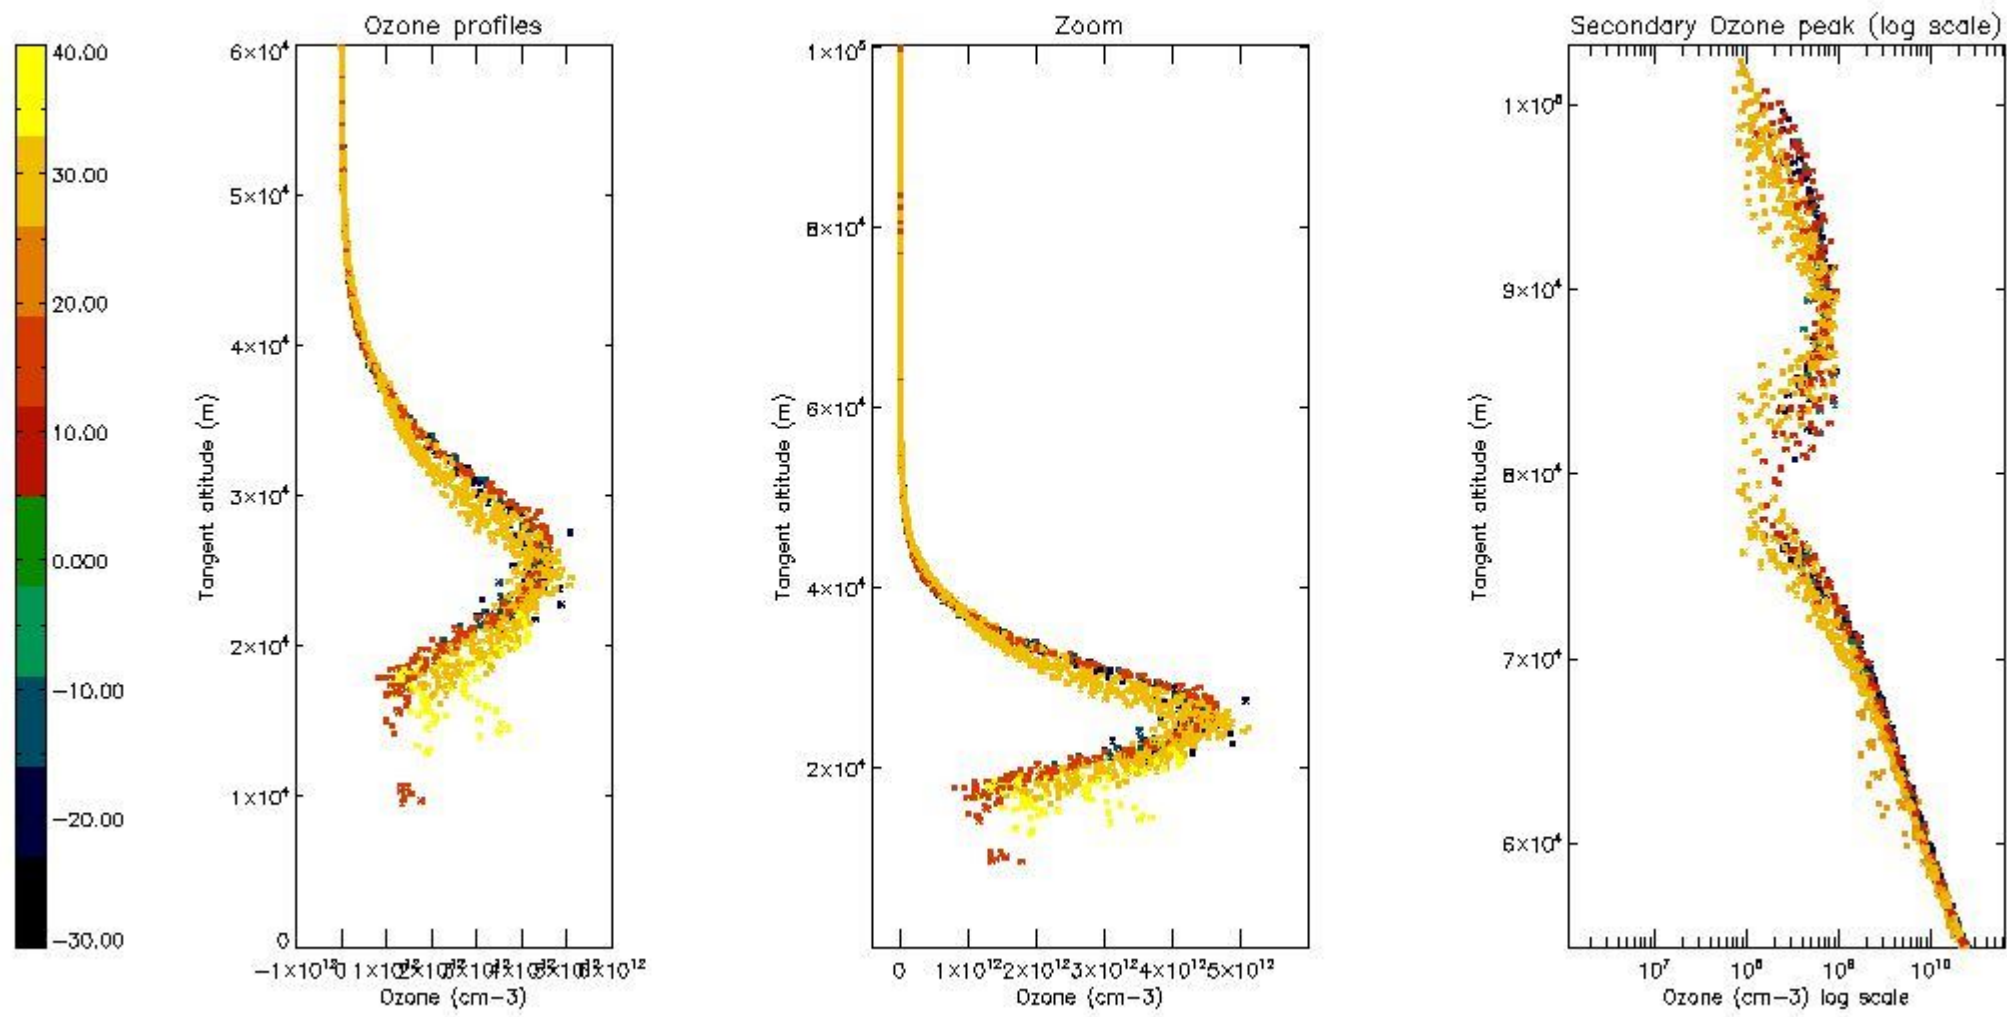 Ozone profiles
Zoom
Secondary Ozone peak (log scale)
40.00
30.00
20.00
10.00
0.000
−10.00
−20.00
−30.00
6×10⁴
5×10⁴
4×10⁴
3×10⁴
2×10⁴
1×10⁴
0
Tangent altitude (m)
Ozone (cm−3)
1×10⁵
8×10⁴
6×10⁴
4×10⁴
2×10⁴
Tangent altitude (m)
0 1×10¹² 2×10¹² 3×10¹² 4×10¹² 5×10¹²
Ozone (cm−3)
9×10⁴
8×10⁴
7×10⁴
6×10⁴
Tangent altitude (m)
10⁷ 10⁸ 10⁹ 10¹⁰
Ozone (cm−3) log scale